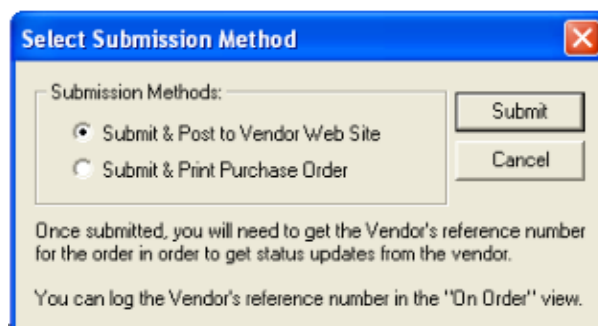 Select Submission Method
Submission Methods:
Submit & Post to Vendor Web Site
Submit & Print Purchase Order
Submit
Cancel
Once submitted, you will need to get the Vendor's reference number
for the order in order to get status updates from the vendor.
You can log the Vendor's reference number in the "On Order" view.